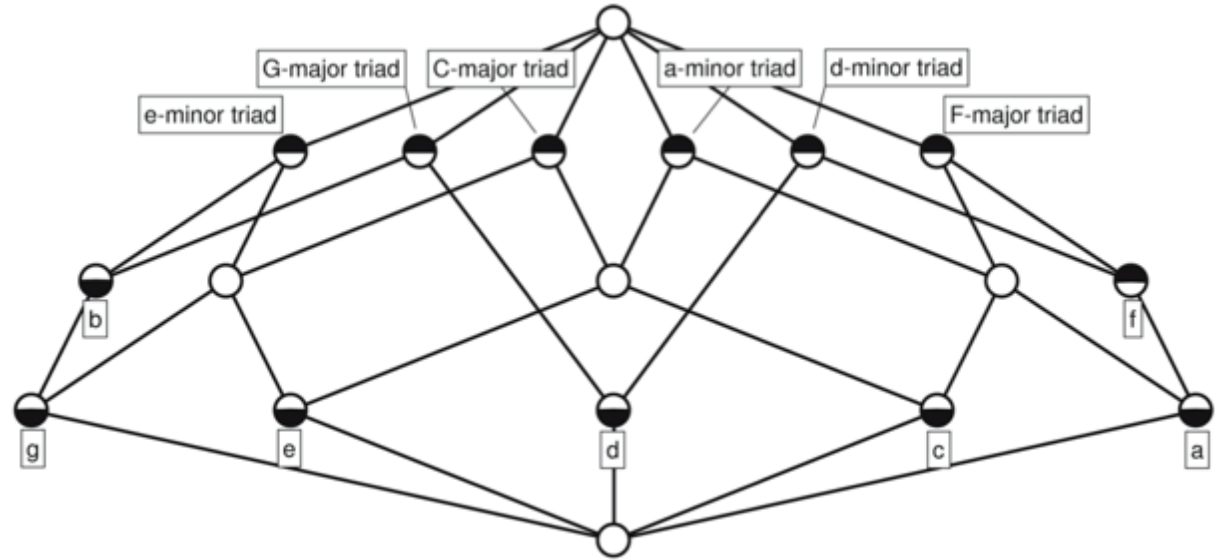 G-major triad
C-major triad
a-minor triad
d-minor triad
e-minor triad
F-major triad
b
f
g
e
d
c
a